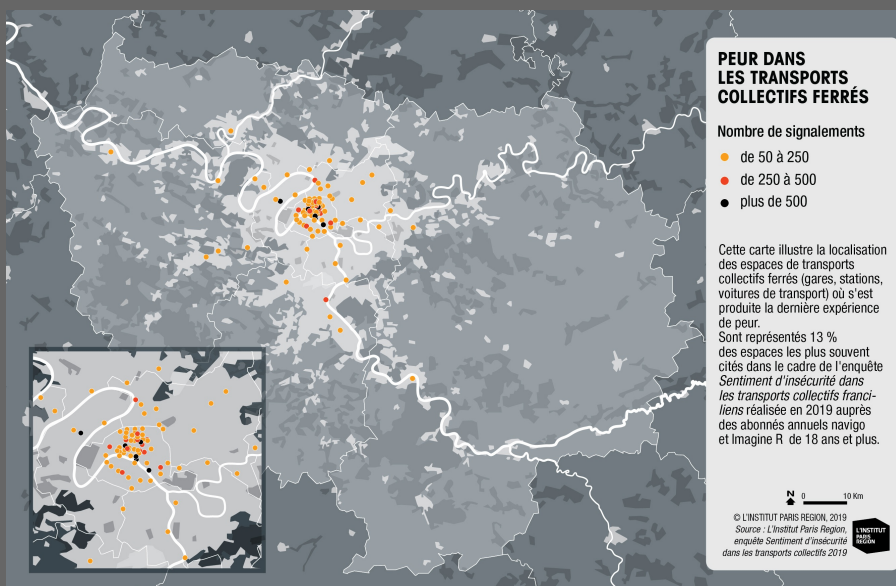 PEUR DANS
LES TRANSPORTS
COLLECTIFS FERRÉS
Nombre de signalements
de 50 à 250
de 250 à 500
plus de 500
Cette carte illustre la localisation
des espaces de transports
collectifs ferrés (gares, stations,
voitures de transport) où s'est
produite la dernière expérience
de peur.
Sont représentés 13 %
des espaces les plus souvent
cités dans le cadre de l'enquête
Sentiment d'insécurité dans
les transports collectifs franci-
liens réalisée en 2019 auprès
des abonnés annuels navigo
et Imagine R de 18 ans et plus.
N 0 10 Km
© L'INSTITUT PARIS REGION, 2019
Source : L'Institut Paris Region,
enquête Sentiment d'insécurité
dans les transports collectifs 2019
L'INSTITUT
PARIS
REGION